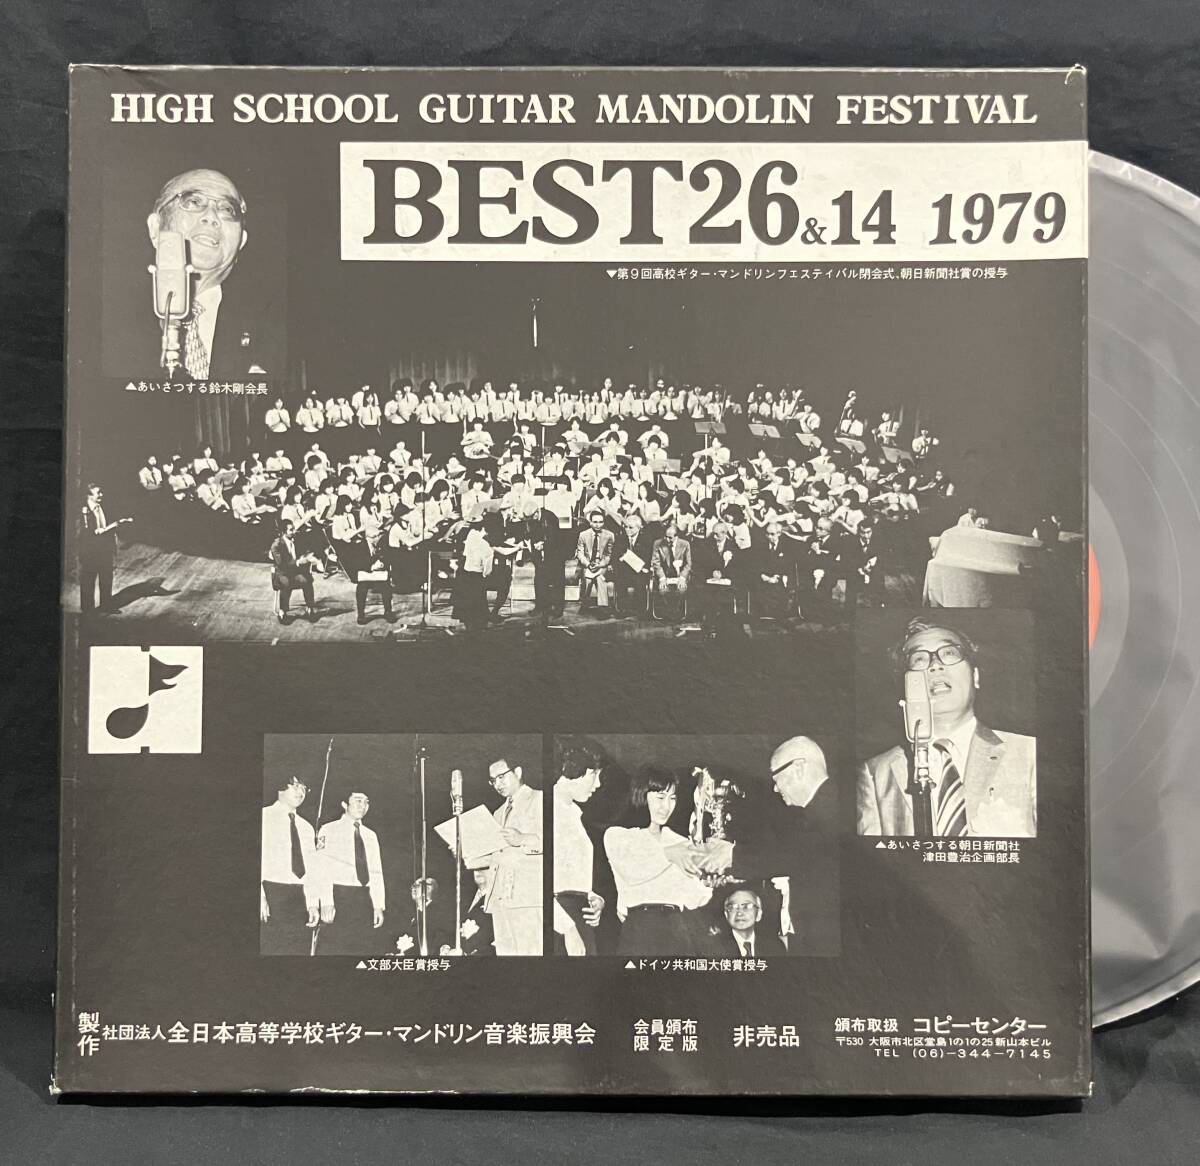 HIGH SCHOOL GUITAR MANDOLIN FESTIVAL
BEST26&14 1979
▼第9回高校ギター・マンドリンフェスティバル閉会式、朝日新聞社賞の授与
▲あいさつする鈴木剛会長
▲あいさつする朝日新聞社
津田豊治企画部長
▲文部大臣賞授与
▲ドイツ共和国大使賞授与
製作 社団法人 全日本高等学校ギター・マンドリン音楽振興会
会員頒布
限定版
非売品
頒布取扱 コピーセンター
〒530 大阪市北区堂島1の1の25新山本ビル
TEL (06)-344-7145